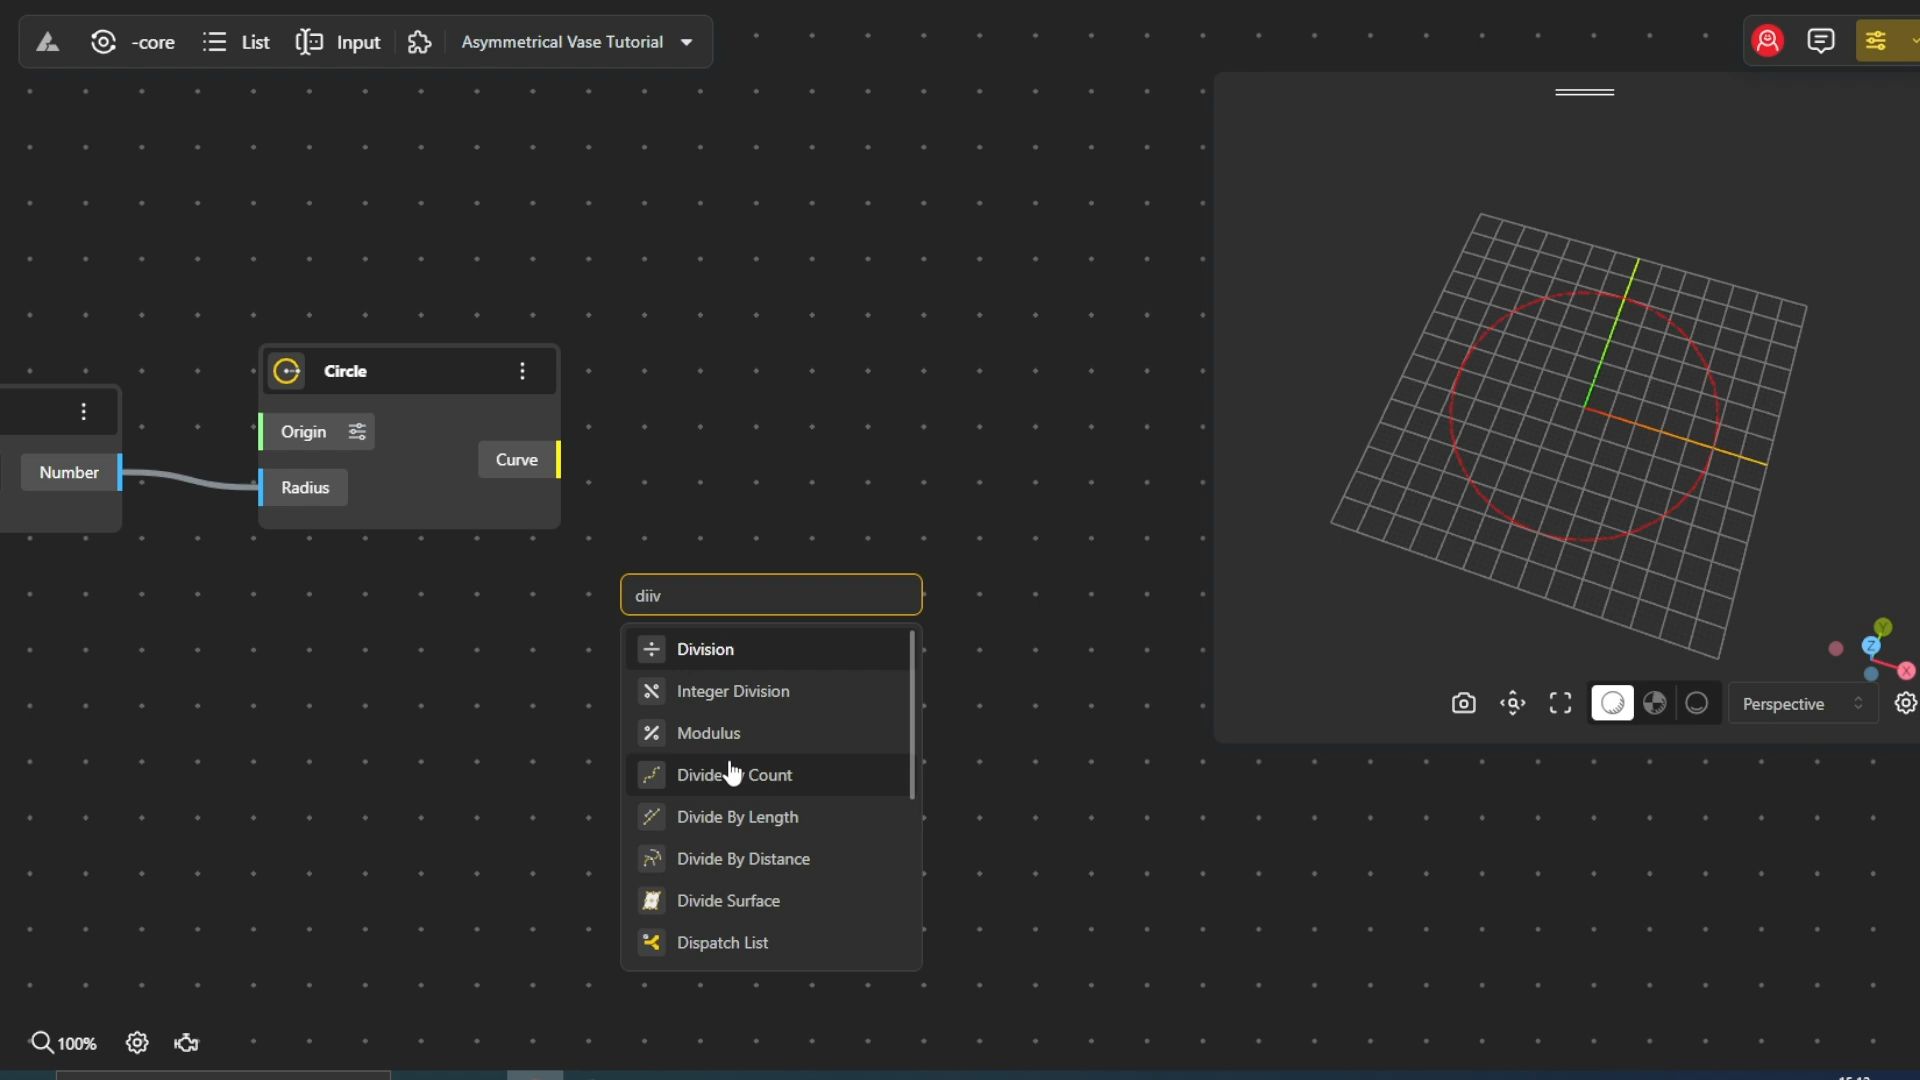 -core List Input Asymmetrical Vase Tutorial
Circle
Origin
Curve
Number
Radius
diiv
Division
Integer Division
Modulus
Divide Count
Divide By Length
Divide By Distance
Divide Surface
Dispatch List
Y
Z
X
Perspective
100%